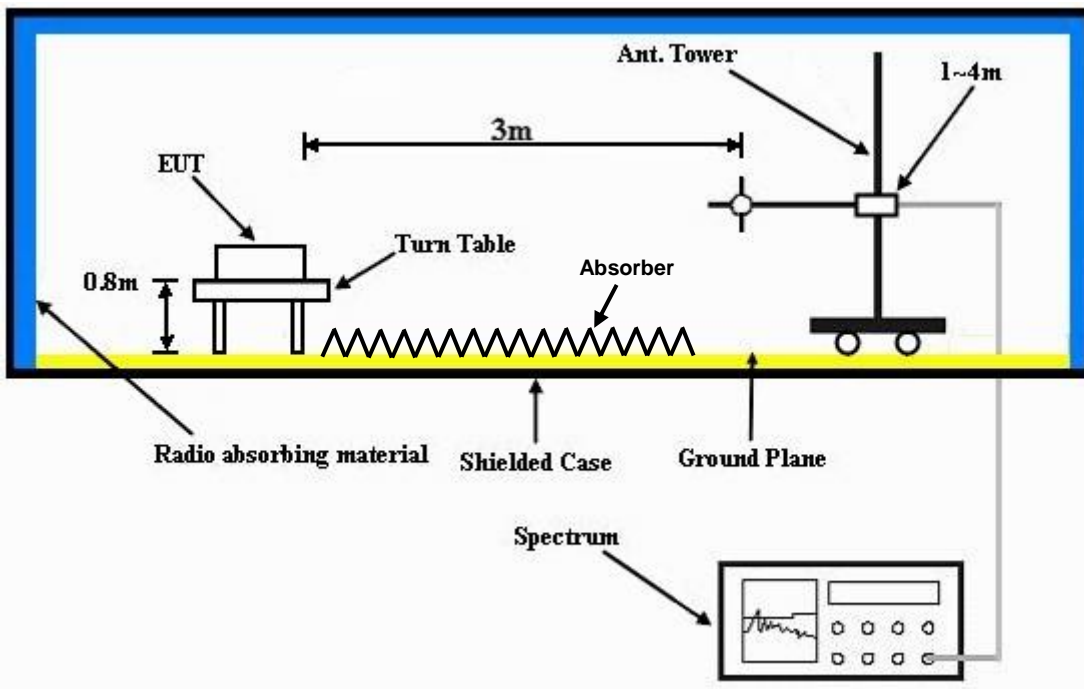 Ant. Tower
1~4m
3m
EUT
Turn Table
0.8m
Absorber
Radio absorbing material
Shielded Case
Ground Plane
Spectrum